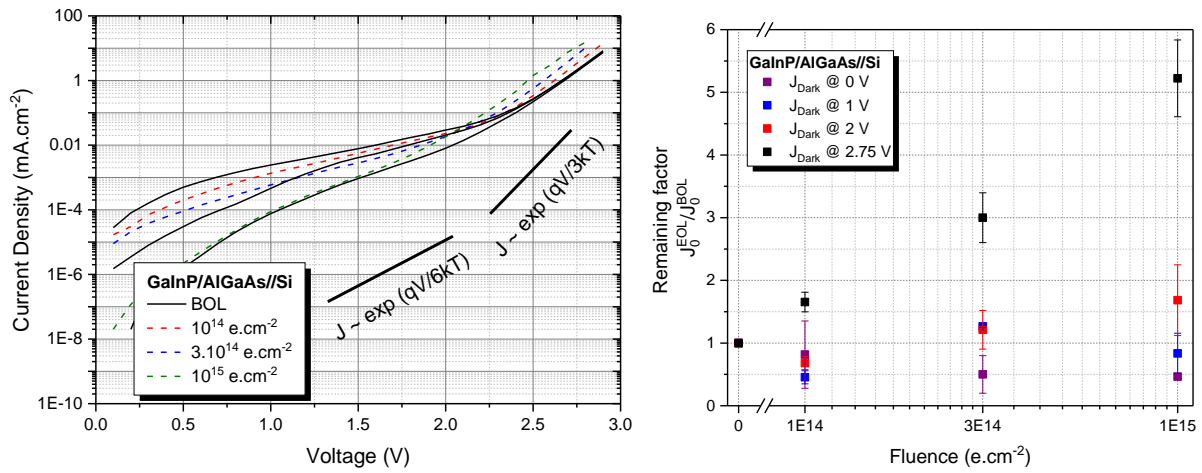 100
1
0.01
1E-4
1E-6
1E-8
1E-10
0.0
0.5
1.0
1.5
2.0
2.5
3.0
Current Density (mA.cm⁻²)
Voltage (V)
GaInP/AlGaAs//Si
BOL
10¹⁴ e.cm⁻²
3.10¹⁴ e.cm⁻²
10¹⁵ e.cm⁻²
J ~ exp (qV/6kT)
J ~ exp (qV/3kT)
6
5
4
3
2
1
0
0
1E14
3E14
1E15
Remaining factor
J₀ᴱᴼᴸ/J₀ᴮᴼᴸ
Fluence (e.cm⁻²)
GaInP/AlGaAs//Si
J_Dark @ 0 V
J_Dark @ 1 V
J_Dark @ 2 V
J_Dark @ 2.75 V